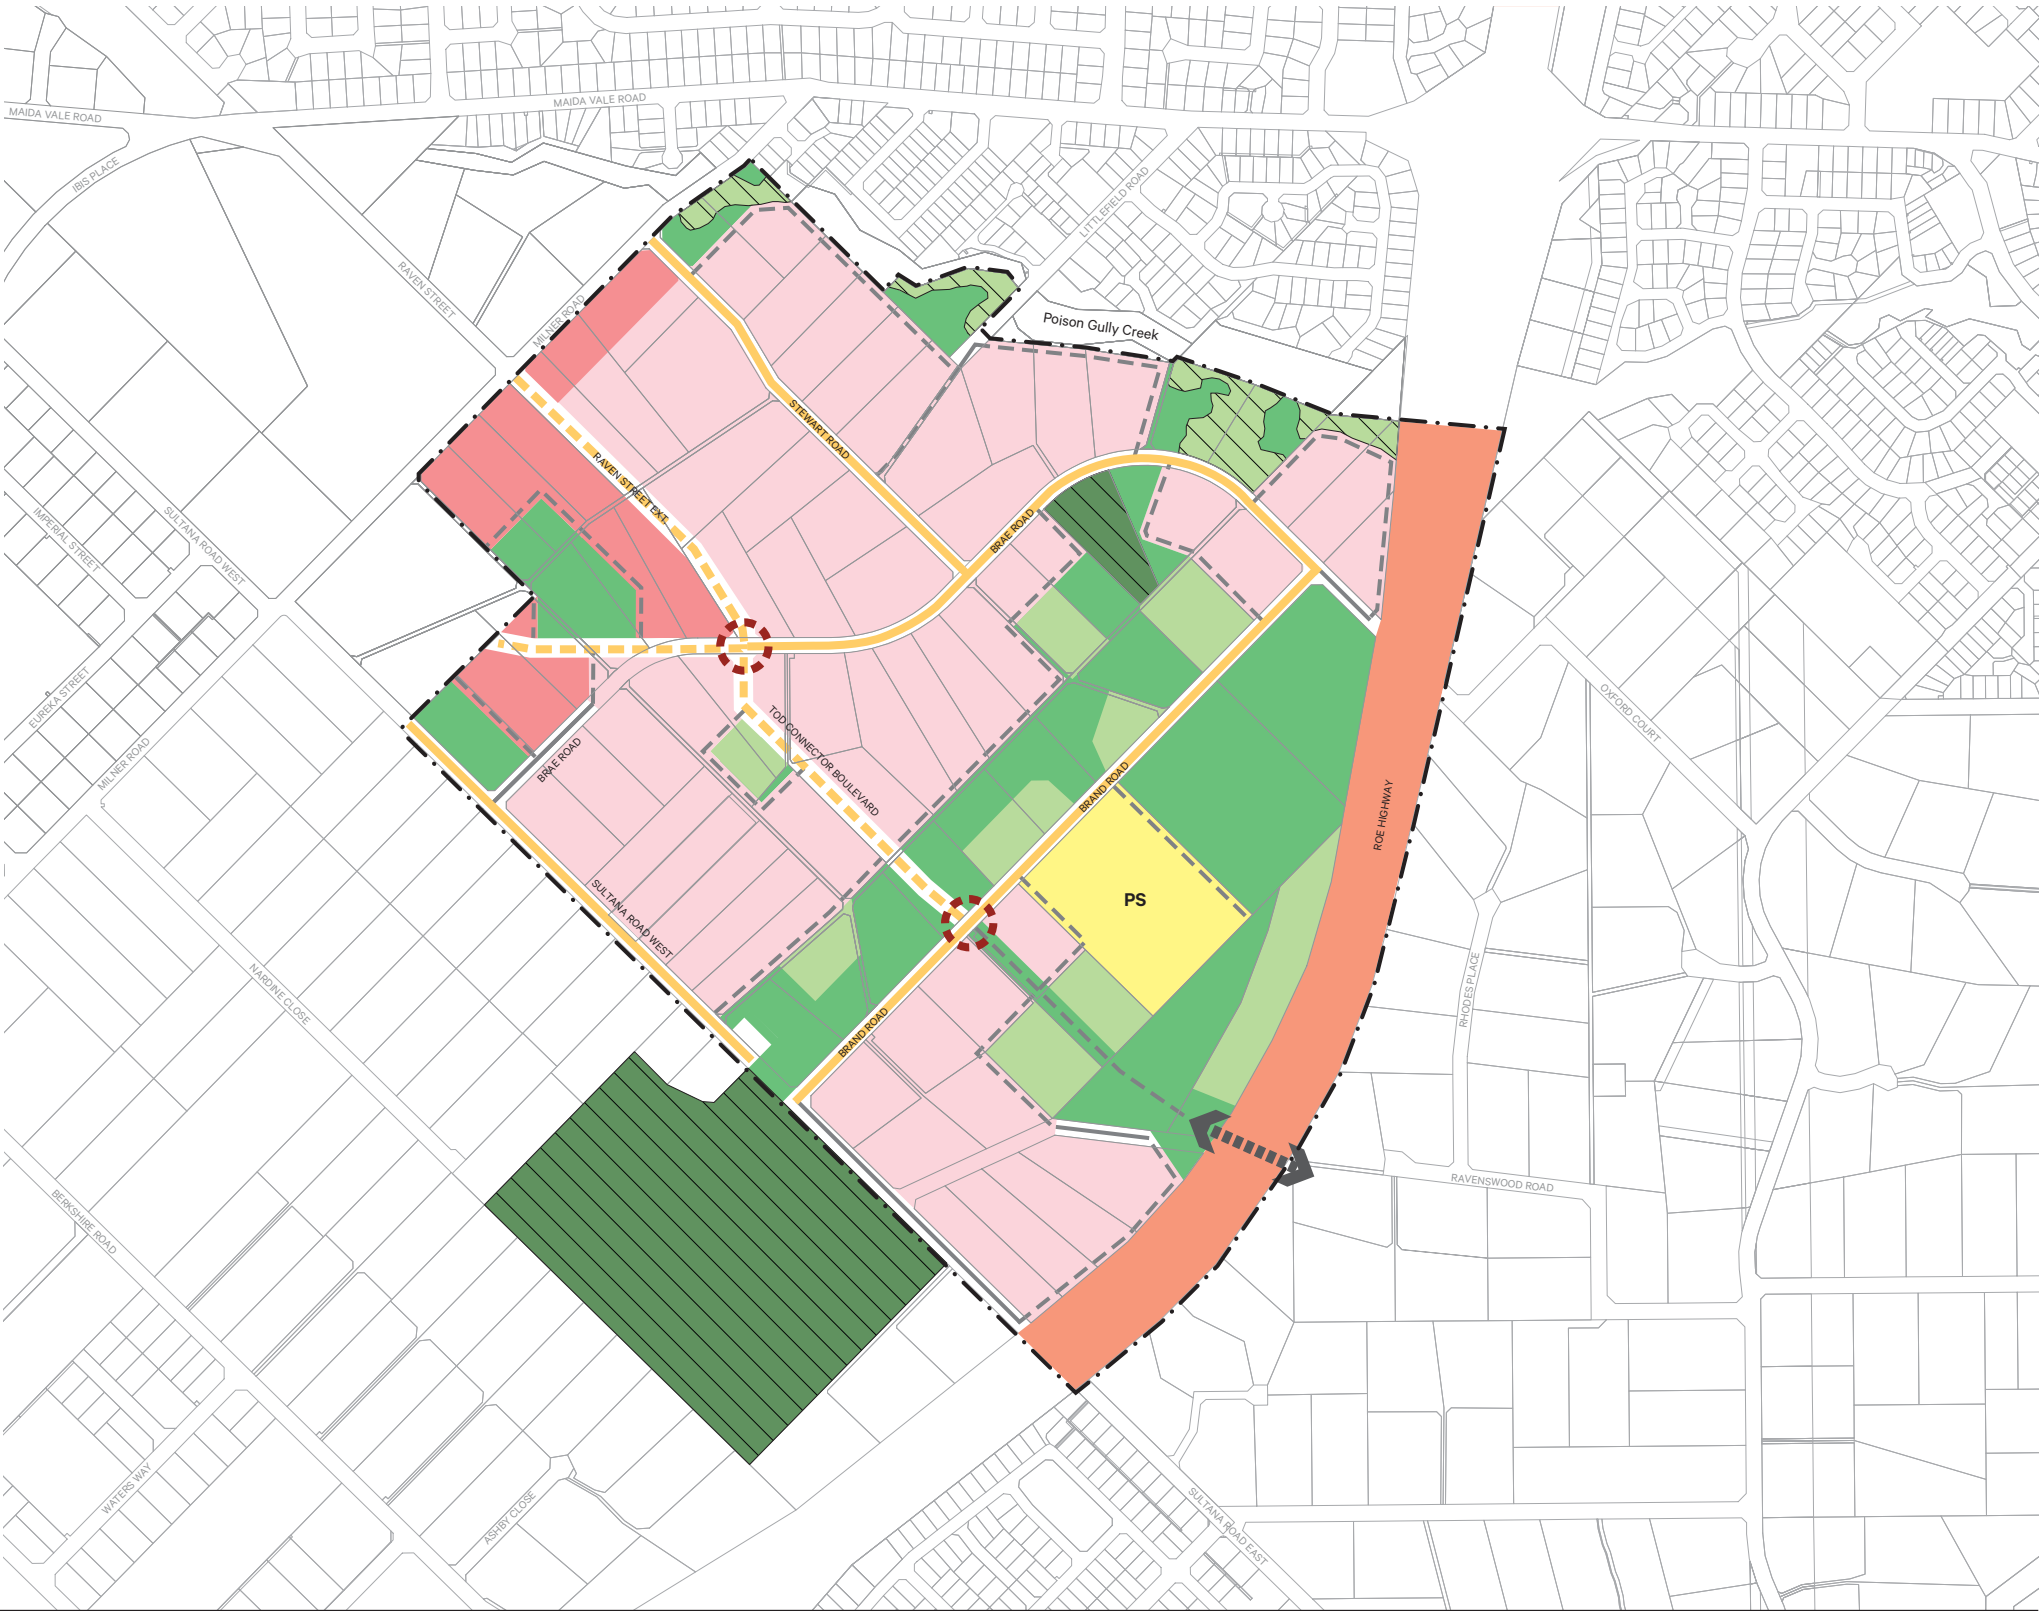 MAIDA VALE ROAD
MAIDA VALE ROAD
IBIS PLACE
LITTLEFIELD ROAD
RAVEN STREET
MILNER ROAD
Poison Gully Creek
STEWART ROAD
RAVEN STREET EXT.
BRAE ROAD
SULTANA ROAD WEST
IMPERIAL STREET
EUREKA STREET
MILNER ROAD
BRAE ROAD
TOD CONNECTOR BOULEVARD
OXFORD COURT
BRAND ROAD
ROE HIGHWAY
PS
SULTANA ROAD WEST
NARDINE CLOSE
BRAND ROAD
RHODES PLACE
RAVENSWOOD ROAD
BERKSHIRE ROAD
WATERS WAY
ASHBY CLOSE
SULTANA ROAD EAST